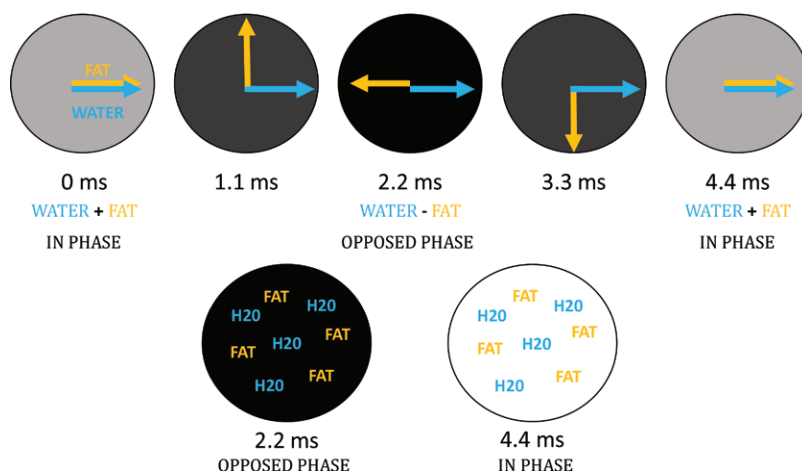 FAT
WATER
0 ms
1.1 ms
2.2 ms
3.3 ms
4.4 ms
WATER + FAT
WATER - FAT
WATER + FAT
IN PHASE
OPPOSED PHASE
IN PHASE
FAT
H20
H20
FAT
FAT
H20
FAT
H20
FAT
H20
H20
FAT
FAT
H20
FAT
H20
2.2 ms
4.4 ms
OPPOSED PHASE
IN PHASE